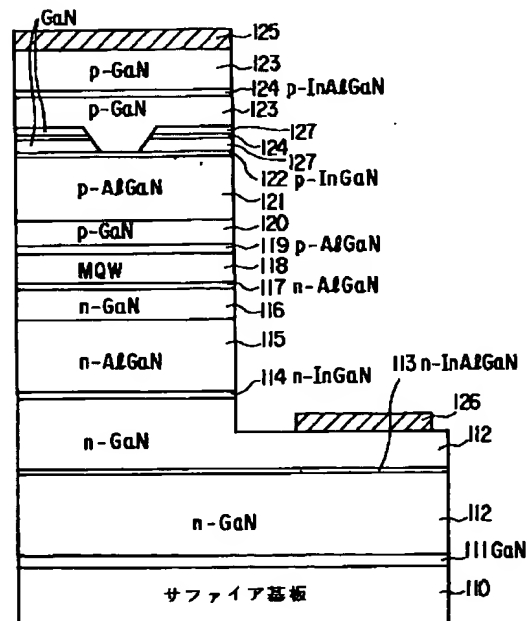 GaN
125
p-GaN 123
124 p-InAlGaN
p-GaN 123
127
124
127
122 p-InGaN
p-AlGaN
121
p-GaN 120
119 p-AlGaN
MQW 118
117 n-AlGaN
n-GaN 116
115
n-AlGaN
113 n-InAlGaN
114 n-InGaN
126
n-GaN 112
n-GaN 112
111 GaN
サファイア基板 110